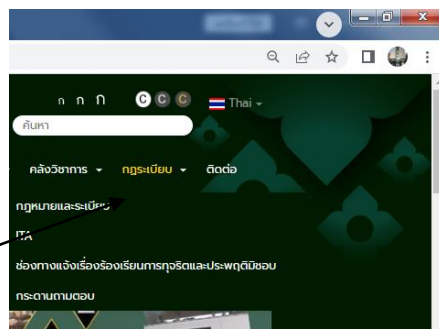 ก ก ก C C C Thai
ค้นหา
คลังวิชาการ กฎระเบียบ ติดต่อ
กฎหมายและระเบียบ
ITA
ช่องทางแจ้งเรื่องร้องเรียนการทุจริตและประพฤติมิชอบ
กระดานถามตอบ